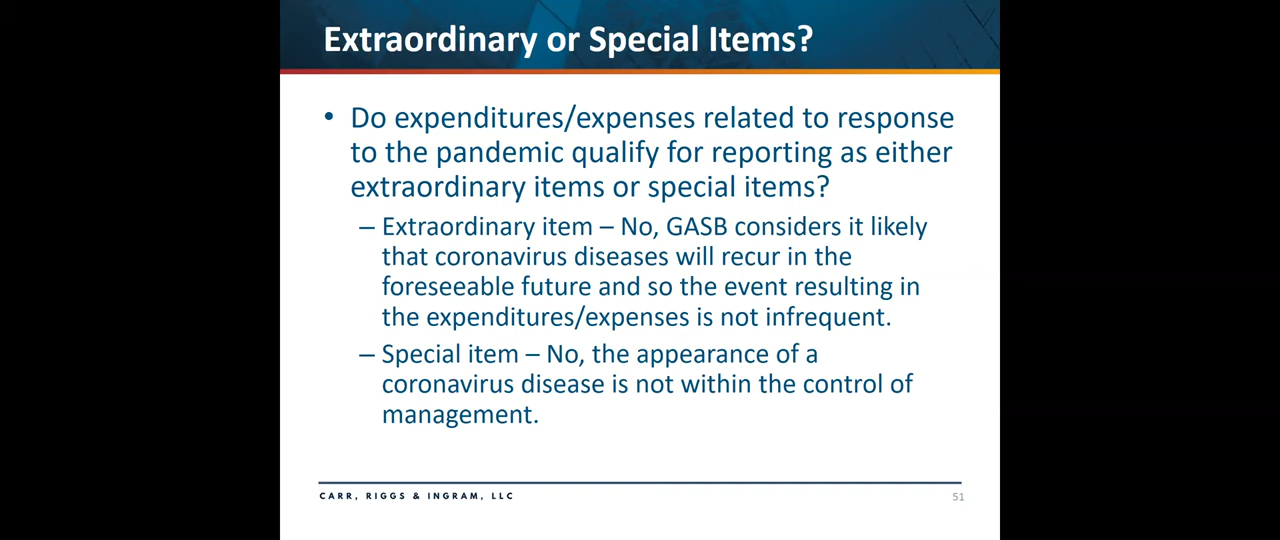 Extraordinary or Special Items?
• Do expenditures/expenses related to response
to the pandemic qualify for reporting as either
extraordinary items or special items?
– Extraordinary item – No, GASB considers it likely
that coronavirus diseases will recur in the
foreseeable future and so the event resulting in
the expenditures/expenses is not infrequent.
– Special item – No, the appearance of a
coronavirus disease is not within the control of
management.
CARR, RIGGS & INGRAM, LLC
51